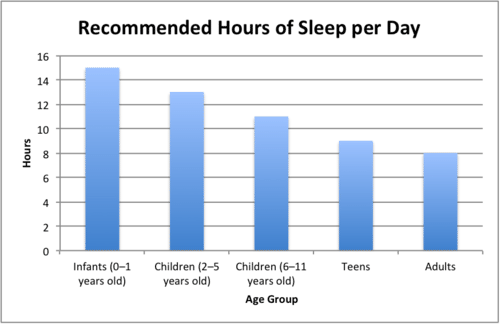 Recommended Hours of Sleep per Day
Hours
16
14
12
10
8
6
4
2
0
Infants (0–1
years old)
Children (2–5
years old)
Children (6–11
years old)
Teens
Adults
Age Group